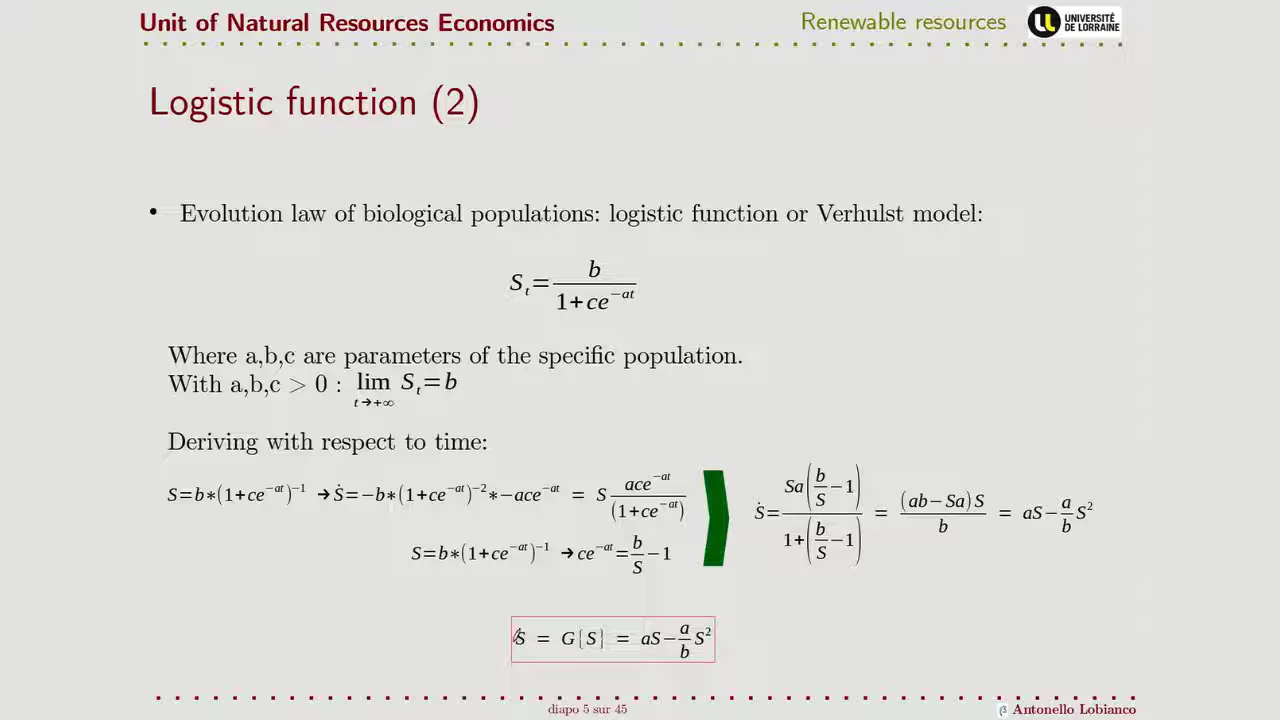 Unit of Natural Resources Economics
Renewable resources
UNIVERSITÉ
DE LORRAINE
Logistic function (2)
• Evolution law of biological populations: logistic function or Verhulst model:
S_t = b / (1+ce^{-at})
Where a,b,c are parameters of the specific population.
With a,b,c > 0 : lim_{t→+∞} S_t=b
Deriving with respect to time:
S=b*(1+ce^{-at})^{-1} → Ṡ=−b*(1+ce^{-at})^{-2}*−ace^{-at} = S ace^{-at} / (1+ce^{-at})
S=b*(1+ce^{-at})^{-1} → ce^{-at}= b/S −1
Ṡ= Sa(b/S −1) / 1+(b/S −1) = (ab−Sa)S / b = aS− a/b S²
Ṡ = G[S] = aS− a/b S²
diapo 5 sur 45
Antonello Lobianco